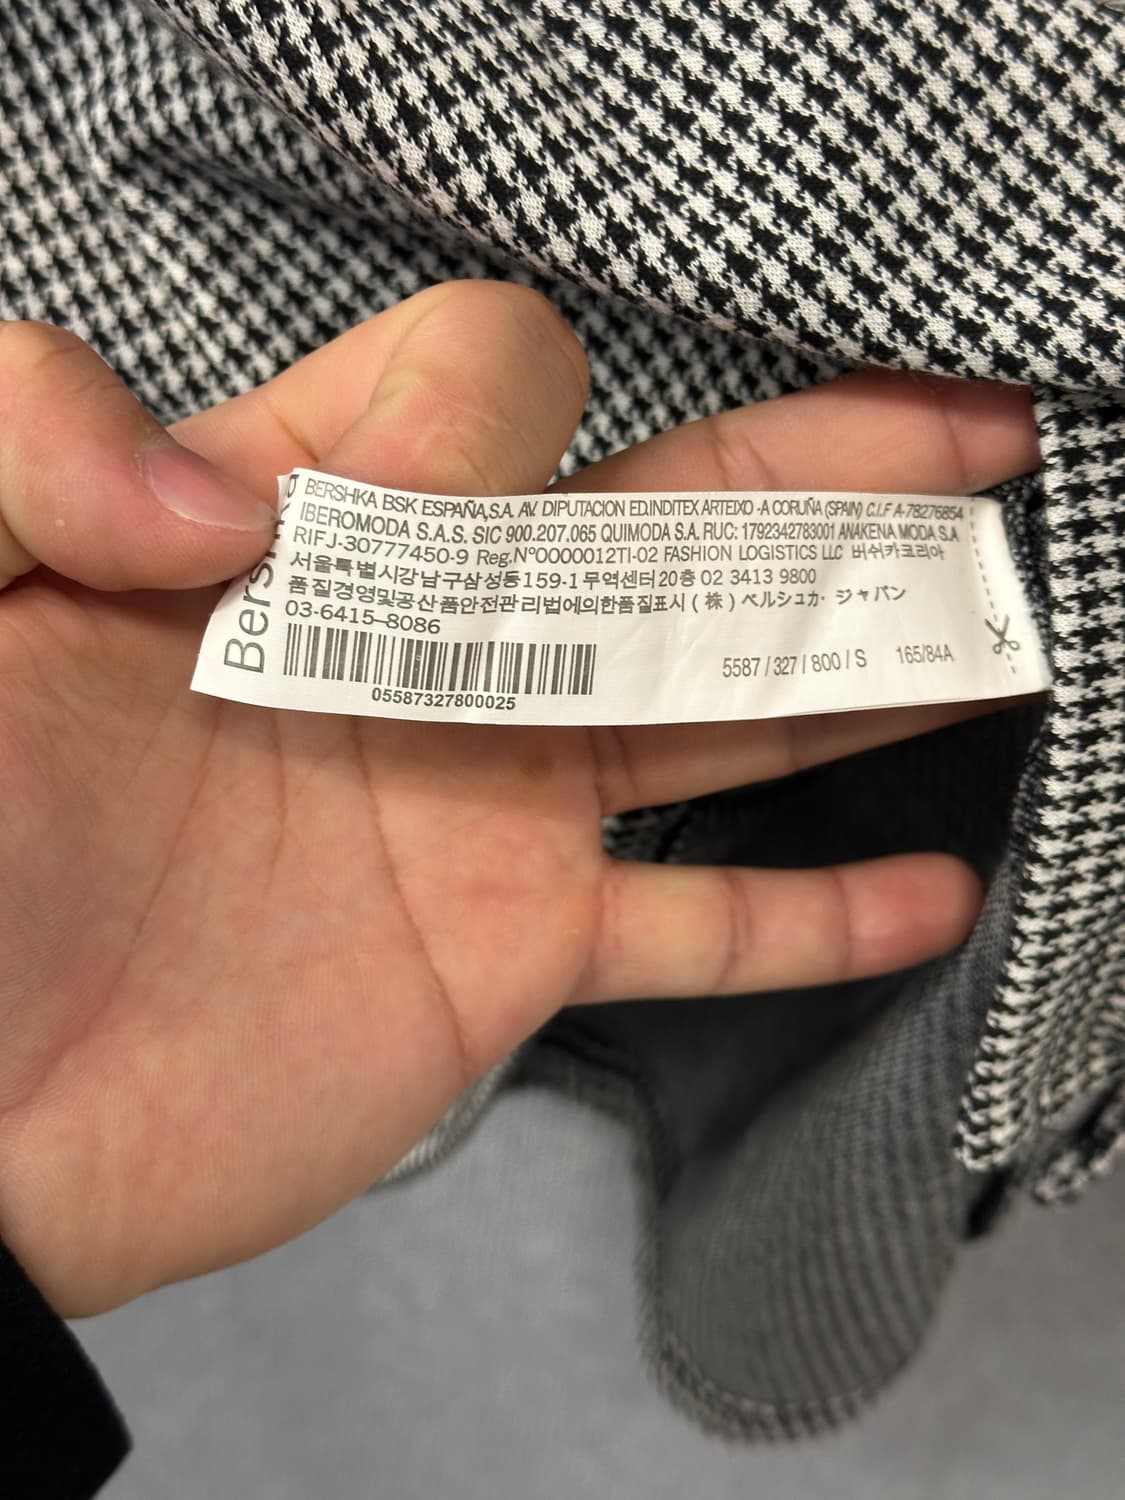 Bershka
BERSHKA BSK ESPAÑA,S.A. AV. DIPUTACION ED.INDITEX ARTEIXO -A CORUÑA (SPAIN) C.I.F A-78276854
IBEROMODA S.A.S. SIC 900.207.065 QUIMODA S.A. RUC: 1792342783001 ANAKENA MODA S.A
RIFJ-30777450-9 Reg.N°0000012TI-02 FASHION LOGISTICS LLC 버쉬카코리아
서울특별시강남구삼성동159-1무역센터20층 02 3413 9800
품질경영및공산품안전관리법에의한품질표시 (株) ベルシュカ・ジャパン
03-6415-8086
05587327800025
5587 / 327 / 800 / S 165/84A